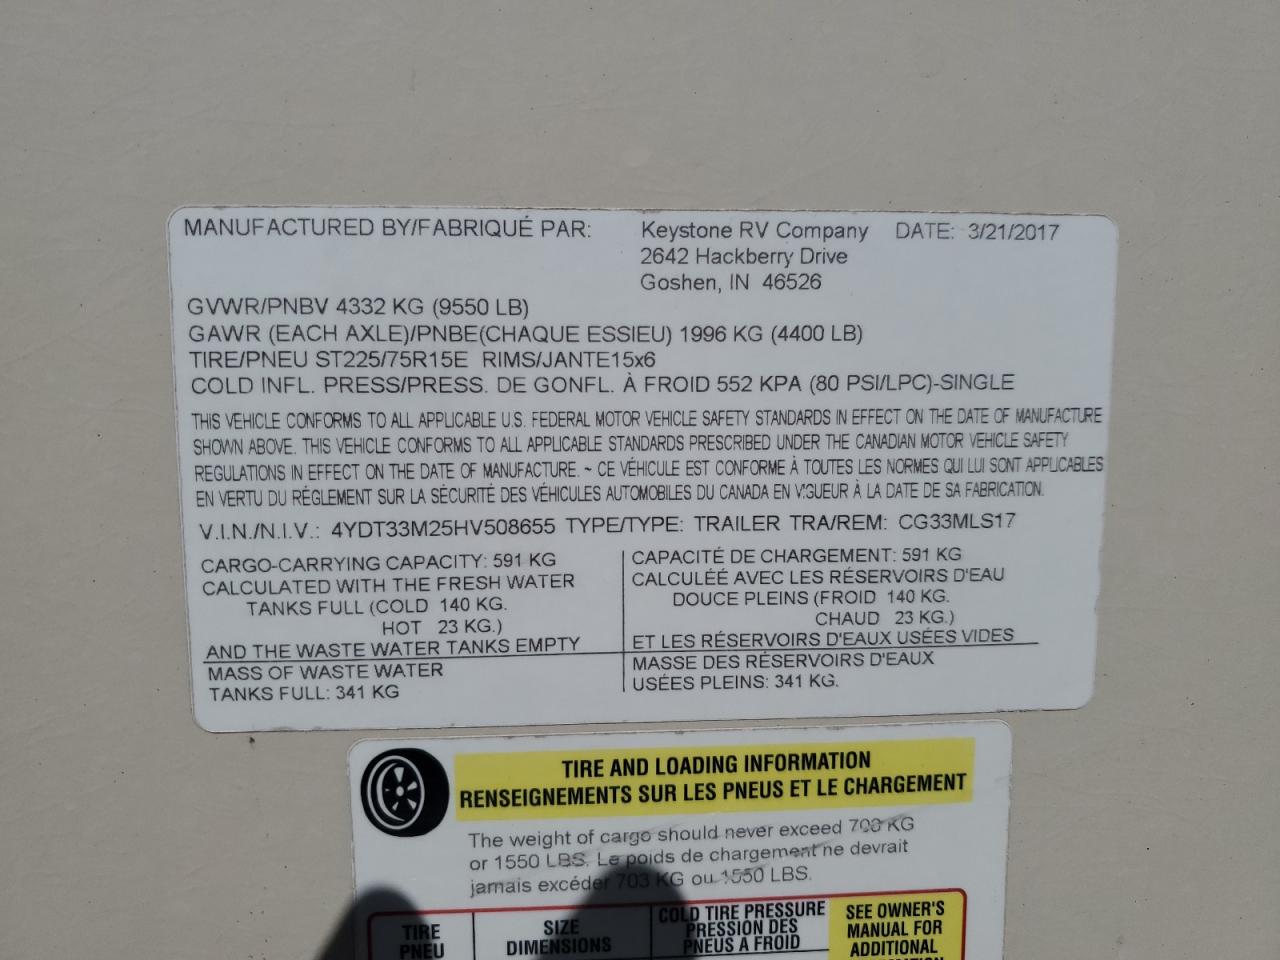 MANUFACTURED BY/FABRIQUÉ PAR: Keystone RV Company DATE: 3/21/2017
2642 Hackberry Drive
Goshen, IN 46526
GVWR/PNBV 4332 KG (9550 LB)
GAWR (EACH AXLE)/PNBE(CHAQUE ESSIEU) 1996 KG (4400 LB)
TIRE/PNEU ST225/75R15E RIMS/JANTE15x6
COLD INFL. PRESS/PRESS. DE GONFL. À FROID 552 KPA (80 PSI/LPC)-SINGLE
THIS VEHICLE CONFORMS TO ALL APPLICABLE U.S. FEDERAL MOTOR VEHICLE SAFETY STANDARDS IN EFFECT ON THE DATE OF MANUFACTURE
SHOWN ABOVE. THIS VEHICLE CONFORMS TO ALL APPLICABLE STANDARDS PRESCRIBED UNDER THE CANADIAN MOTOR VEHICLE SAFETY
REGULATIONS IN EFFECT ON THE DATE OF MANUFACTURE. ~ CE VÉHICULE EST CONFORME À TOUTES LES NORMES QUI LUI SONT APPLICABLES
EN VERTU DU RÉGLEMENT SUR LA SÉCURITÉ DES VÉHICULES AUTOMOBILES DU CANADA EN VIGUEUR À LA DATE DE SA FABRICATION.
V.I.N./N.I.V.: 4YDT33M25HV508655 TYPE/TYPE: TRAILER TRA/REM: CG33MLS17
CARGO-CARRYING CAPACITY: 591 KG
CALCULATED WITH THE FRESH WATER
TANKS FULL (COLD 140 KG.
HOT 23 KG.)
AND THE WASTE WATER TANKS EMPTY
MASS OF WASTE WATER
TANKS FULL: 341 KG
CAPACITÉ DE CHARGEMENT: 591 KG
CALCULÉÉ AVEC LES RÉSERVOIRS D'EAU
DOUCE PLEINS (FROID 140 KG.
CHAUD 23 KG.)
ET LES RÉSERVOIRS D'EAUX USÉES VIDES
MASSE DES RÉSERVOIRS D'EAUX
USÉES PLEINS: 341 KG.
TIRE AND LOADING INFORMATION
RENSEIGNEMENTS SUR LES PNEUS ET LE CHARGEMENT
The weight of cargo should never exceed 703 KG
or 1550 LBS. Le poids de chargement ne devrait
jamais excéder 703 KG ou 1550 LBS.
TIRE
PNEU
SIZE
DIMENSIONS
COLD TIRE PRESSURE
PRESSION DES
PNEUS A FROID
SEE OWNER'S
MANUAL FOR
ADDITIONAL